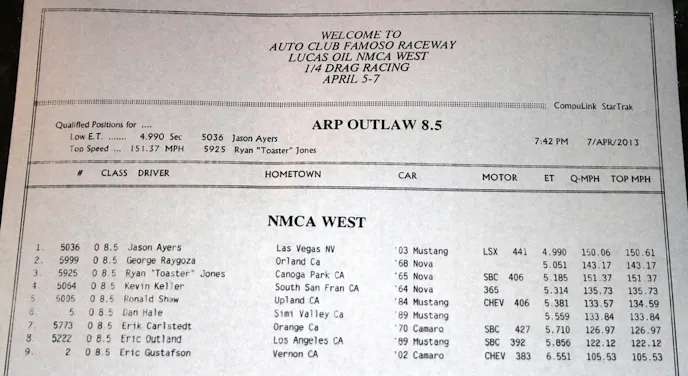 WELCOME TO
AUTO CLUB FAMOSO RACEWAY
LUCAS OIL NMCA WEST
1/4 DRAG RACING
APRIL 5-7
CompuLink StarTrak
Qualified Positions for .... ARP OUTLAW 8.5
Low E.T. ....... 4.990 Sec 5036 Jason Ayers 7:42 PM 7/APR/2013
Top Speed ... 151.37 MPH 5925 Ryan "Toaster" Jones
# CLASS DRIVER HOMETOWN CAR MOTOR ET Q-MPH TOP MPH
NMCA WEST
1. 5036 O 8.5 Jason Ayers Las Vegas NV '03 Mustang LSX 441 4.990 150.06 150.61
2. 5999 O 8.5 George Raygoza Orland Ca '68 Nova 5.051 143.17 143.17
3. 5925 O 8.5 Ryan "Toaster" Jones Canoga Park CA '65 Nova SBC 406 5.185 151.37 151.37
4. 5064 O 8.5 Kevin Keller South San Fran CA '64 Nova 365 5.314 135.73 135.73
5 5005 O 8.5 Ronald Shaw Upland CA '84 Mustang CHEV 406 5.381 133.57 134.59
6. 5 O 8.5 Dan Hale Simi Valley Ca '89 Mustang 5.559 133.84 133.84
7. 5773 O 8.5 Erik Carlstedt Orange Ca '70 Camaro SBC 427 5.710 126.97 126.97
8. 5222 O 8.5 Eric Outland Los Angeles CA '89 Mustang SBC 392 5.856 122.12 122.12
9. 2 O 8.5 Eric Gustafson Vernon CA '02 Camaro CHEV 383 6.551 105.53 105.53